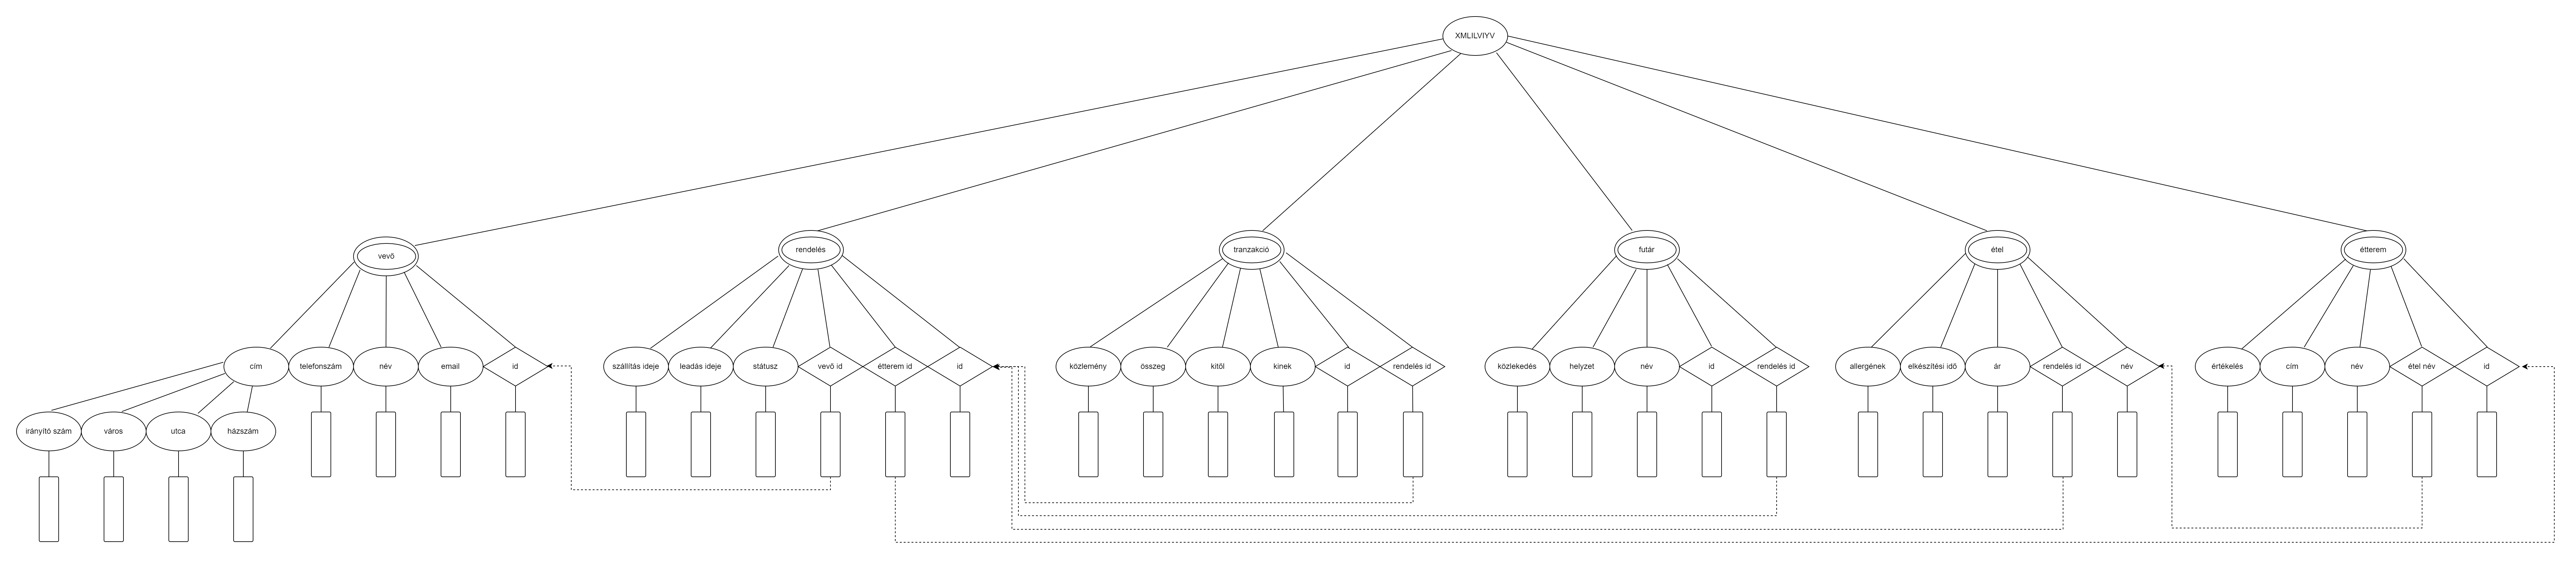 XMLILVIYV
vevő
rendelés
tranzakció
futár
étel
étterem
cím
telefonszám
név
email
id
szállítás ideje
leadás ideje
státusz
vevő id
étterem id
id
közlemény
összeg
kitől
kinek
id
rendelés id
közlekedés
helyzet
név
id
rendelés id
allergének
elkészítési idő
ár
rendelés id
név
értékelés
cím
név
étel név
id
irányító szám
város
utca
házszám